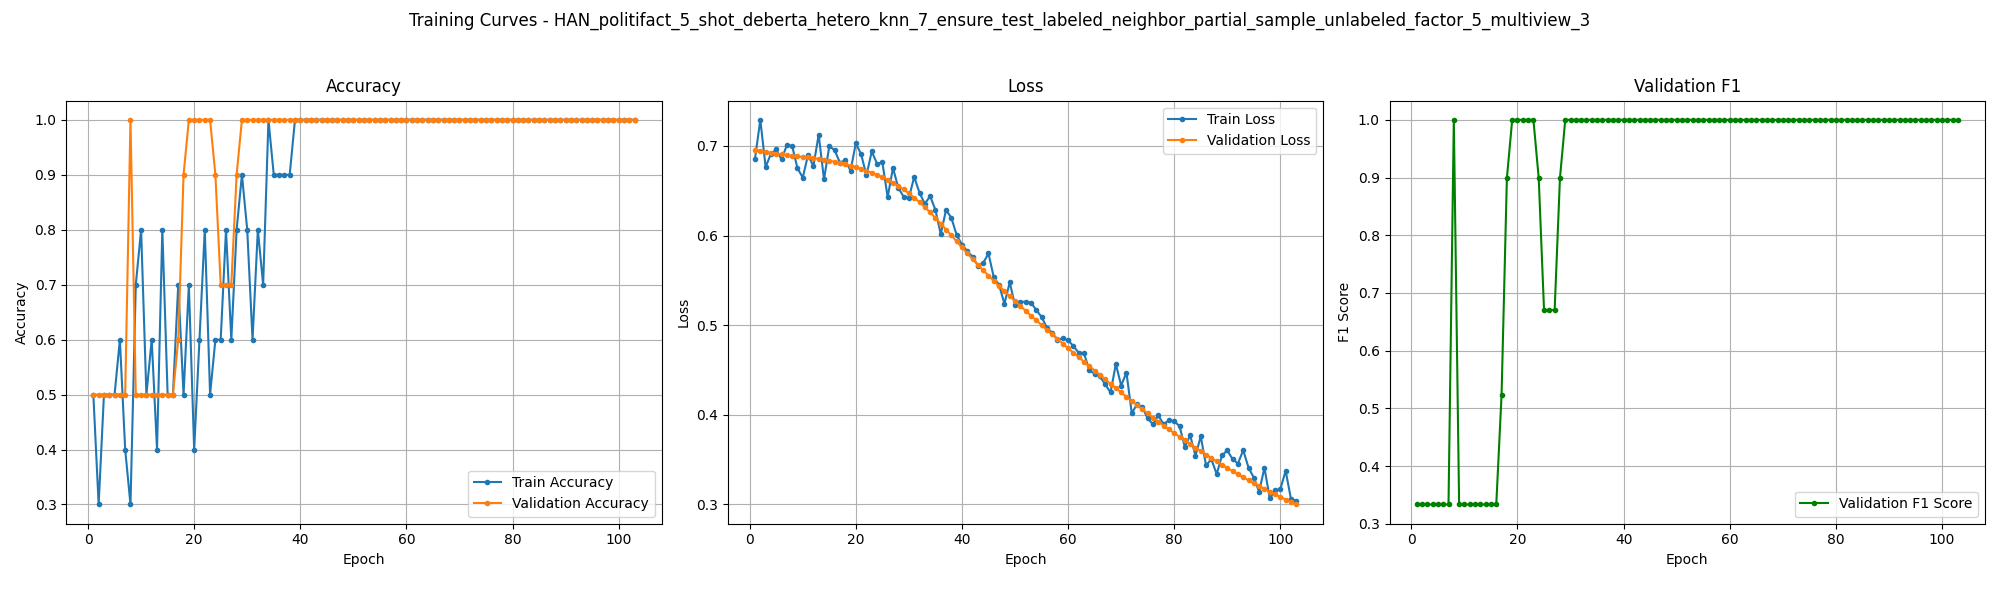 Training Curves - HAN_politifact_5_shot_deberta_hetero_knn_7_ensure_test_labeled_neighbor_partial_sample_unlabeled_factor_5_multiview_3
Accuracy
1.0
0.9
0.8
0.7
0.6
0.5
0.4
0.3
Accuracy
Train Accuracy
Validation Accuracy
0 20 40 60 80 100
Epoch
Loss
0.7
0.6
0.5
0.4
0.3
Loss
Train Loss
Validation Loss
0 20 40 60 80 100
Epoch
Validation F1
1.0
0.9
0.8
0.7
0.6
0.5
0.4
0.3
F1 Score
Validation F1 Score
0 20 40 60 80 100
Epoch